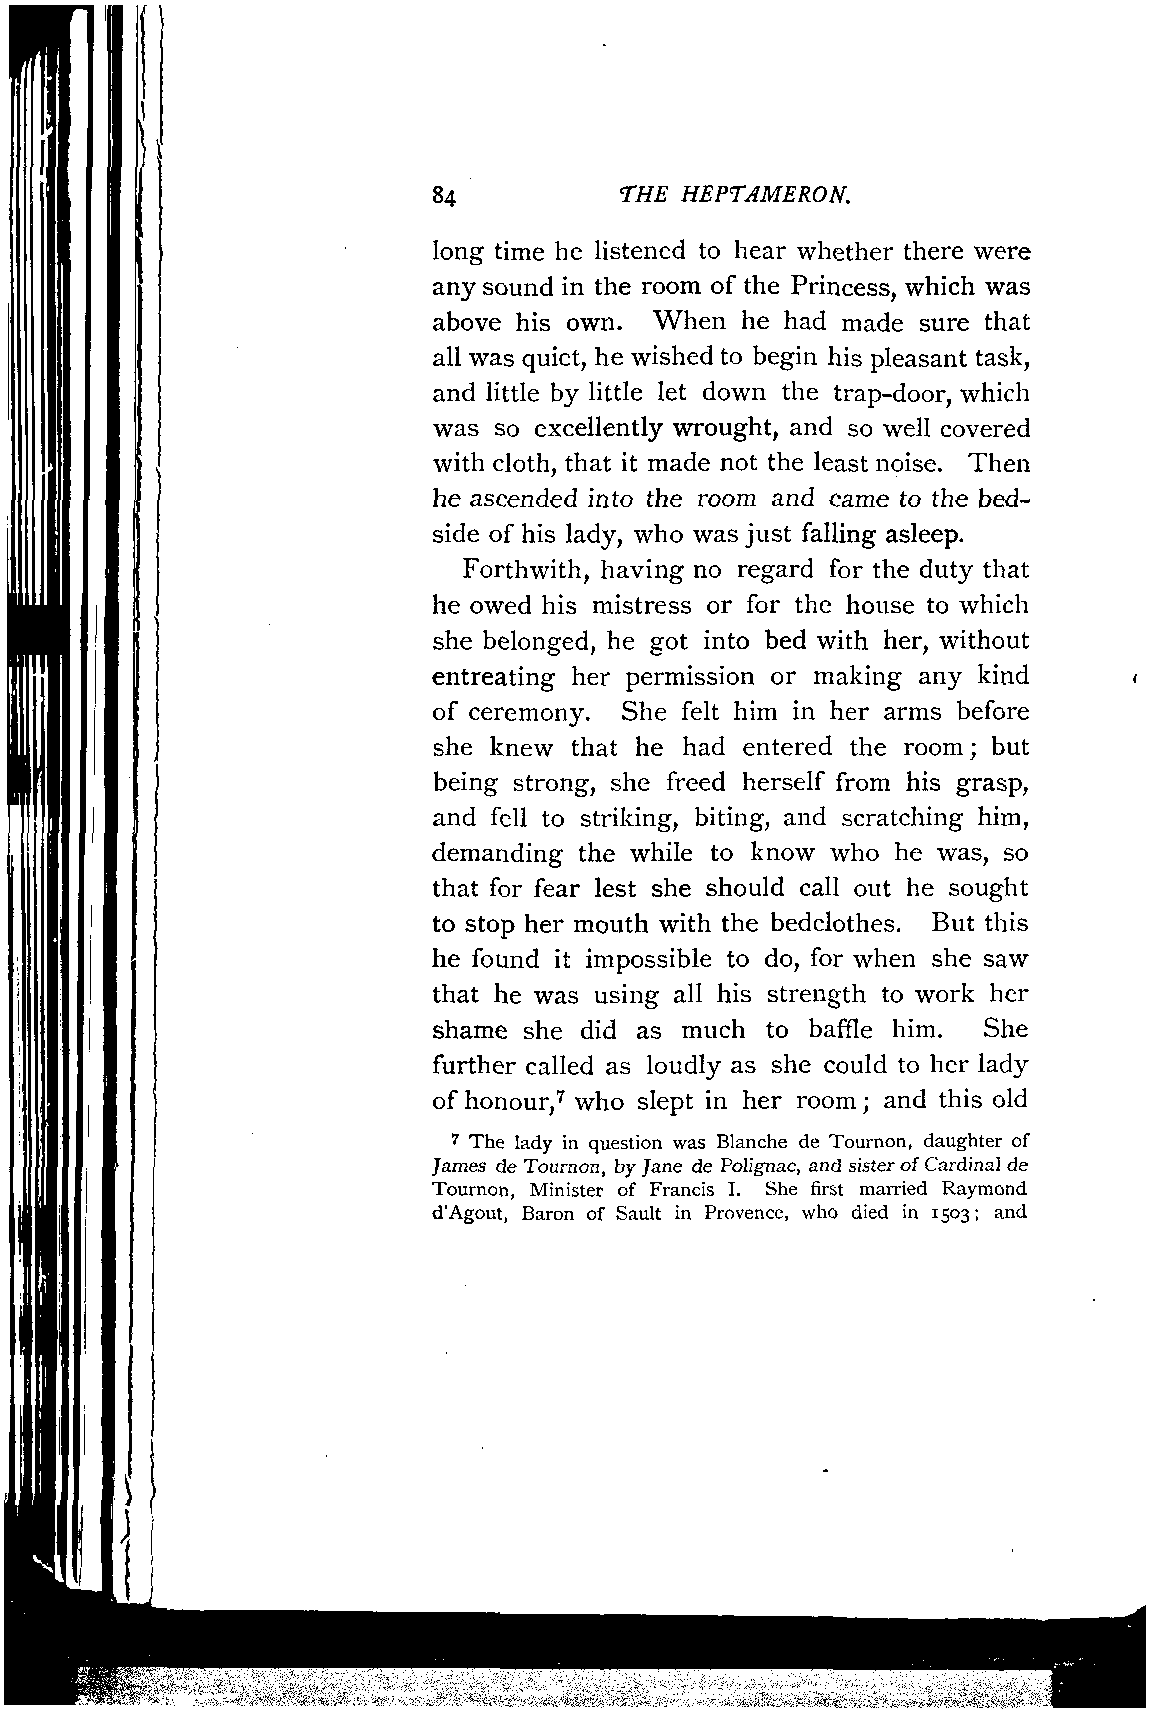 84 THE HEPTAMERON.
long time he listened to hear whether there were
any sound in the room of the Princess, which was
above his own. When he had made sure that
all was quiet, he wished to begin his pleasant task,
and little by little let down the trap-door, which
was so excellently wrought, and so well covered
with cloth, that it made not the least noise. Then
he ascended into the room and came to the bed-
side of his lady, who was just falling asleep.
Forthwith, having no regard for the duty that
he owed his mistress or for the house to which
she belonged, he got into bed with her, without
entreating her permission or making any kind
of ceremony. She felt him in her arms before
she knew that he had entered the room; but
being strong, she freed herself from his grasp,
and fell to striking, biting, and scratching him,
demanding the while to know who he was, so
that for fear lest she should call out he sought
to stop her mouth with the bedclothes. But this
he found it impossible to do, for when she saw
that he was using all his strength to work her
shame she did as much to baffle him. She
further called as loudly as she could to her lady
of honour,⁷ who slept in her room; and this old
⁷ The lady in question was Blanche de Tournon, daughter of
James de Tournon, by Jane de Polignac, and sister of Cardinal de
Tournon, Minister of Francis I. She first married Raymond
d'Agout, Baron of Sault in Provence, who died in 1503; and